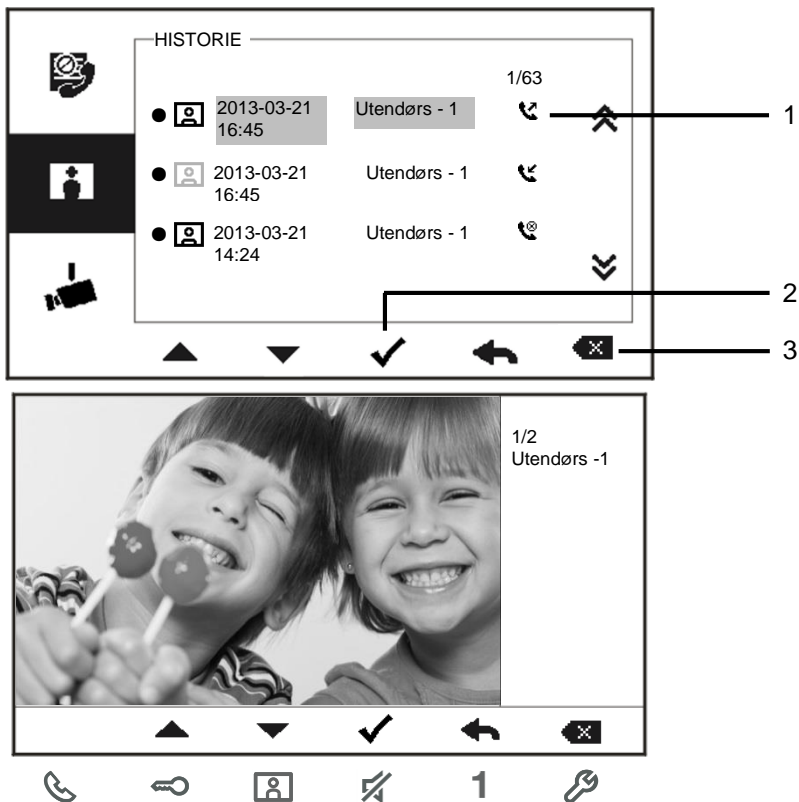 HISTORIE
1/63
2013-03-21 Utendørs - 1
16:45
1
2013-03-21 Utendørs - 1
16:45
2013-03-21 Utendørs - 1
14:24
2
3
1/2
Utendørs -1
1